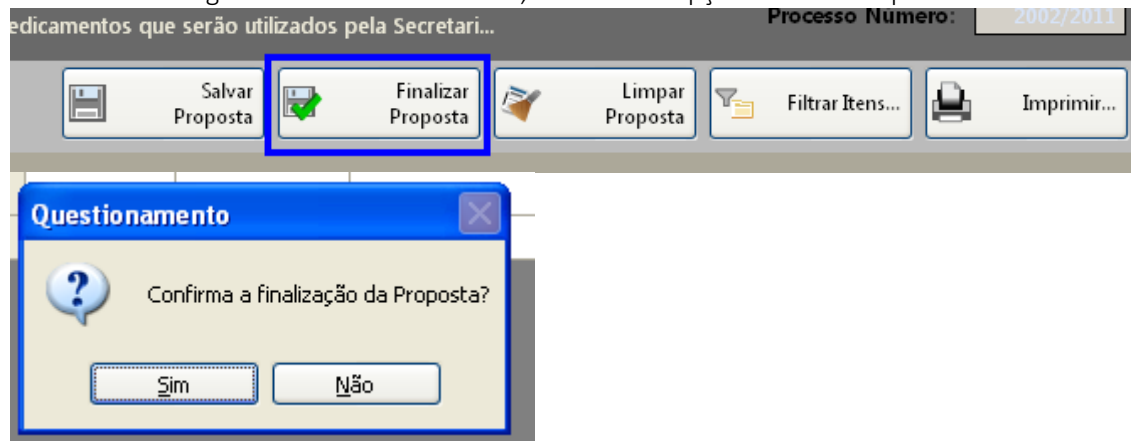 edicamentos que serão utilizados pela Secretari... Processo Número: 2002/2011
Salvar Proposta
Finalizar Proposta
Limpar Proposta
Filtrar Itens...
Imprimir...
Questionamento
Confirma a finalização da Proposta?
Sim
Não